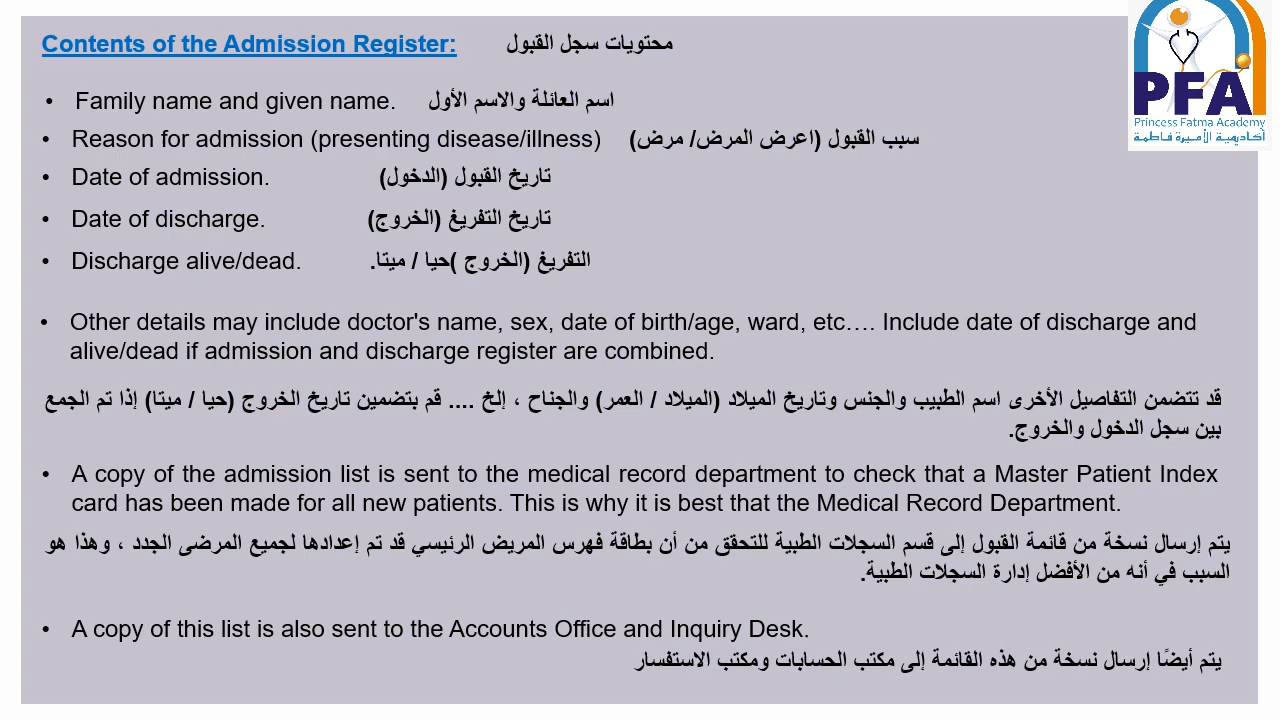 Contents of the Admission Register: محتويات سجل القبول
PFA
Princess Fatma Academy
أكاديمية الأميرة فاطمة
• Family name and given name. اسم العائلة والاسم الأول
• Reason for admission (presenting disease/illness) سبب القبول (اعرض المرض/ مرض)
• Date of admission. تاريخ القبول (الدخول)
• Date of discharge. تاريخ التفريغ (الخروج)
• Discharge alive/dead. التفريغ (الخروج )حيا / ميتا.
• Other details may include doctor's name, sex, date of birth/age, ward, etc…. Include date of discharge and
alive/dead if admission and discharge register are combined.
قد تتضمن التفاصيل الأخرى اسم الطبيب والجنس وتاريخ الميلاد (الميلاد / العمر) والجناح ، إلخ .... قم بتضمين تاريخ الخروج (حيا / ميتا) إذا تم الجمع
بين سجل الدخول والخروج.
• A copy of the admission list is sent to the medical record department to check that a Master Patient Index
card has been made for all new patients. This is why it is best that the Medical Record Department.
يتم إرسال نسخة من قائمة القبول إلى قسم السجلات الطبية للتحقق من أن بطاقة فهرس المريض الرئيسي قد تم إعدادها لجميع المرضى الجدد ، وهذا هو
السبب في أنه من الأفضل إدارة السجلات الطبية.
• A copy of this list is also sent to the Accounts Office and Inquiry Desk.
يتم أيضًا إرسال نسخة من هذه القائمة إلى مكتب الحسابات ومكتب الاستفسار